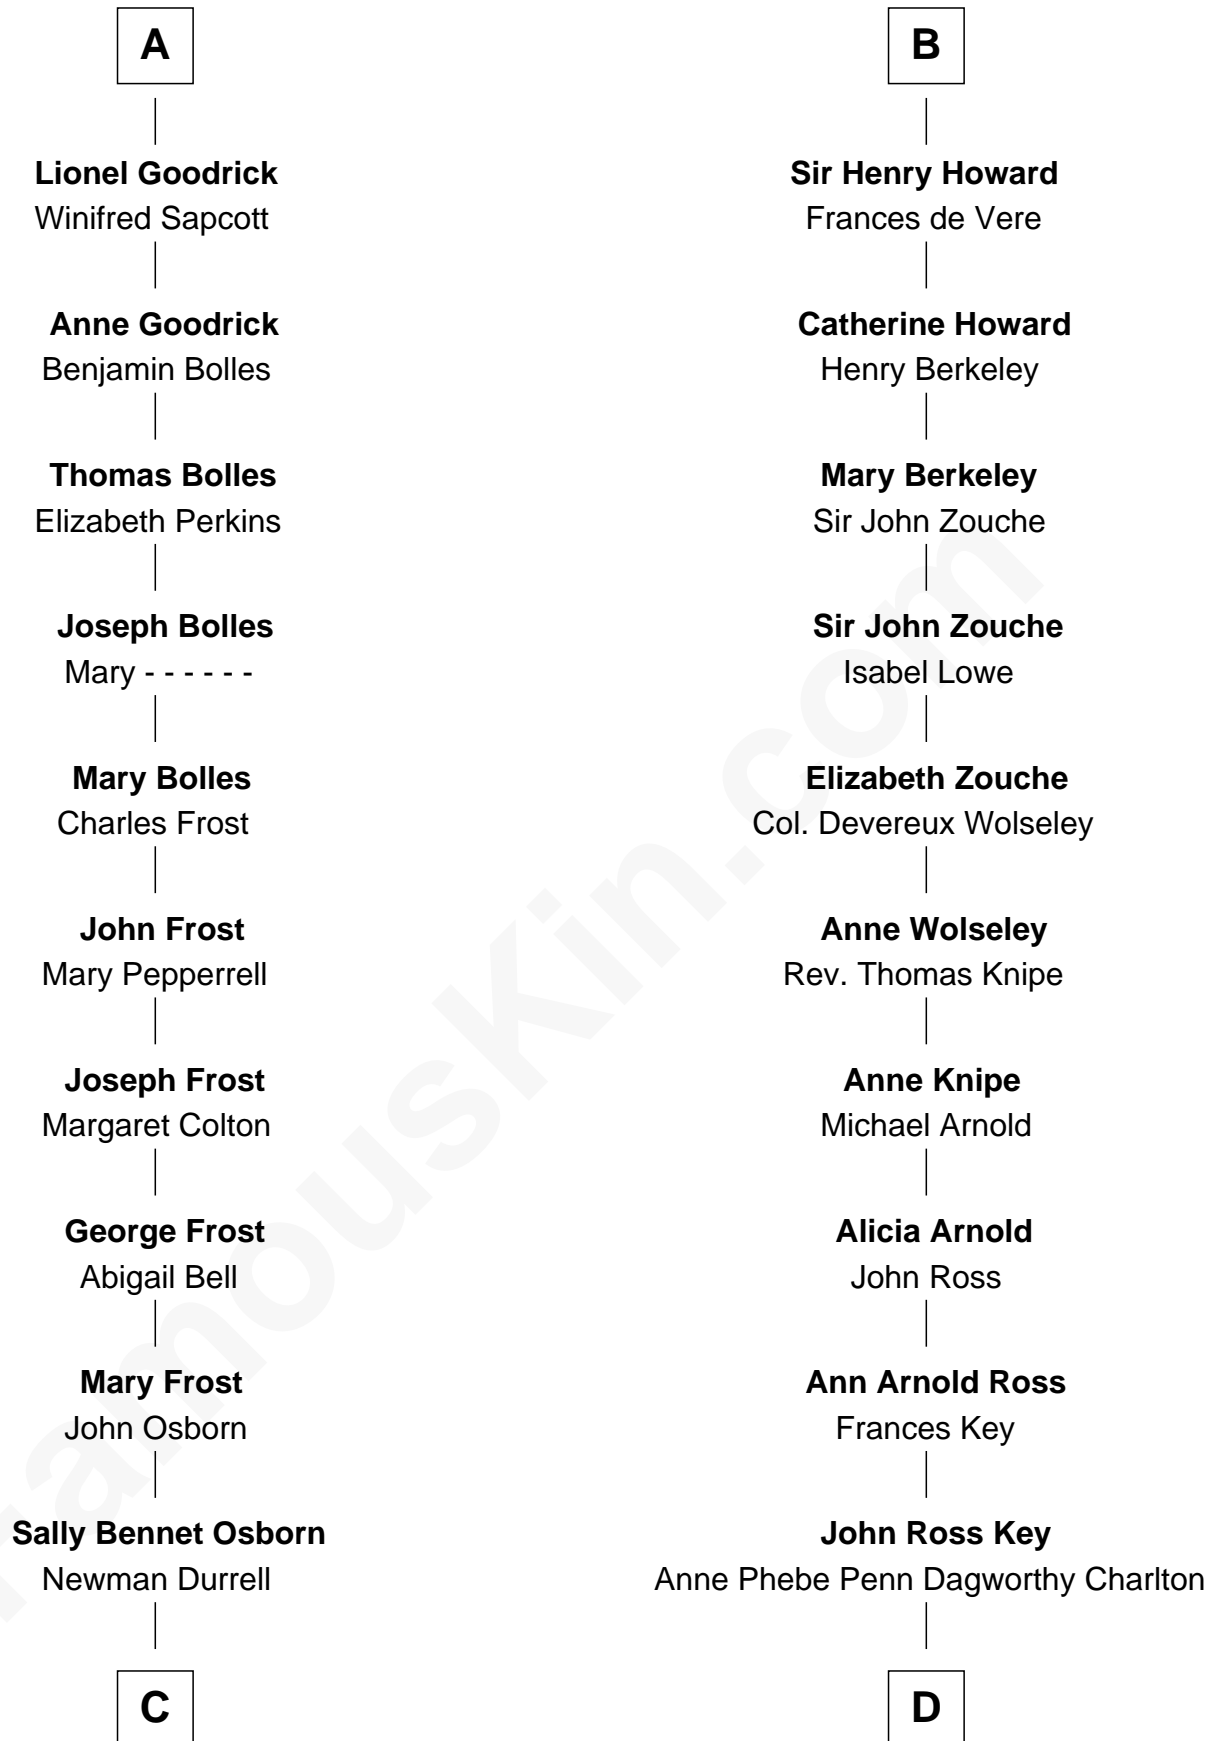 A
Lionel Goodrick
Winifred Sapcott
Anne Goodrick
Benjamin Bolles
Thomas Bolles
Elizabeth Perkins
Joseph Bolles
Mary - - - - - -
Mary Bolles
Charles Frost
John Frost
Mary Pepperrell
Joseph Frost
Margaret Colton
George Frost
Abigail Bell
Mary Frost
John Osborn
Sally Bennet Osborn
Newman Durrell
C
B
Sir Henry Howard
Frances de Vere
Catherine Howard
Henry Berkeley
Mary Berkeley
Sir John Zouche
Sir John Zouche
Isabel Lowe
Elizabeth Zouche
Col. Devereux Wolseley
Anne Wolseley
Rev. Thomas Knipe
Anne Knipe
Michael Arnold
Alicia Arnold
John Ross
Ann Arnold Ross
Frances Key
John Ross Key
Anne Phebe Penn Dagworthy Charlton
D
FamousKin.com